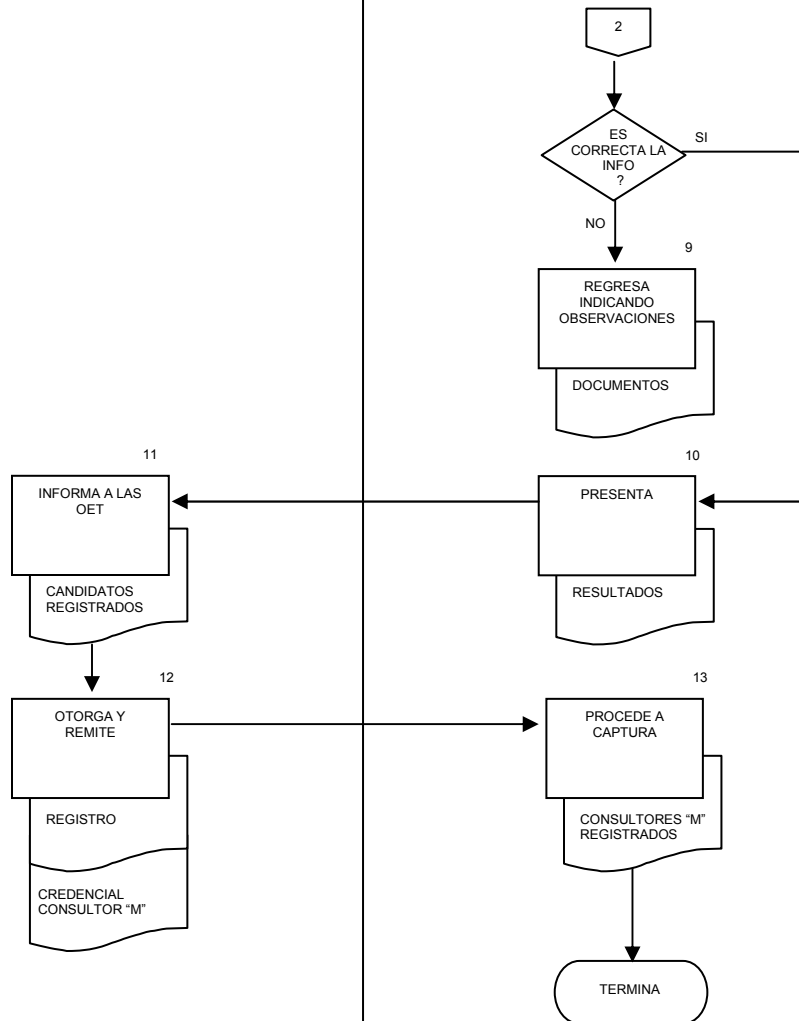 2
ES
CORRECTA LA
INFO
?
SI
NO
9
REGRESA
INDICANDO
OBSERVACIONES
DOCUMENTOS
11
INFORMA A LAS
OET
CANDIDATOS
REGISTRADOS
10
PRESENTA
RESULTADOS
12
OTORGA Y
REMITE
REGISTRO
CREDENCIAL
CONSULTOR “M”
13
PROCEDE A
CAPTURA
CONSULTORES “M”
REGISTRADOS
TERMINA